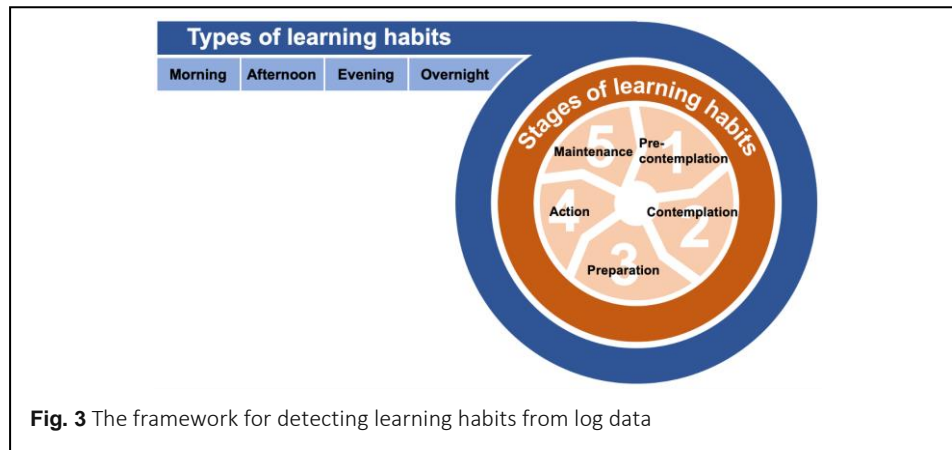 Types of learning habits
Morning Afternoon Evening Overnight
Stages of learning habits
5
Maintenance
1
Pre-
contemplation
4
Action
2
Contemplation
3
Preparation
Fig. 3 The framework for detecting learning habits from log data